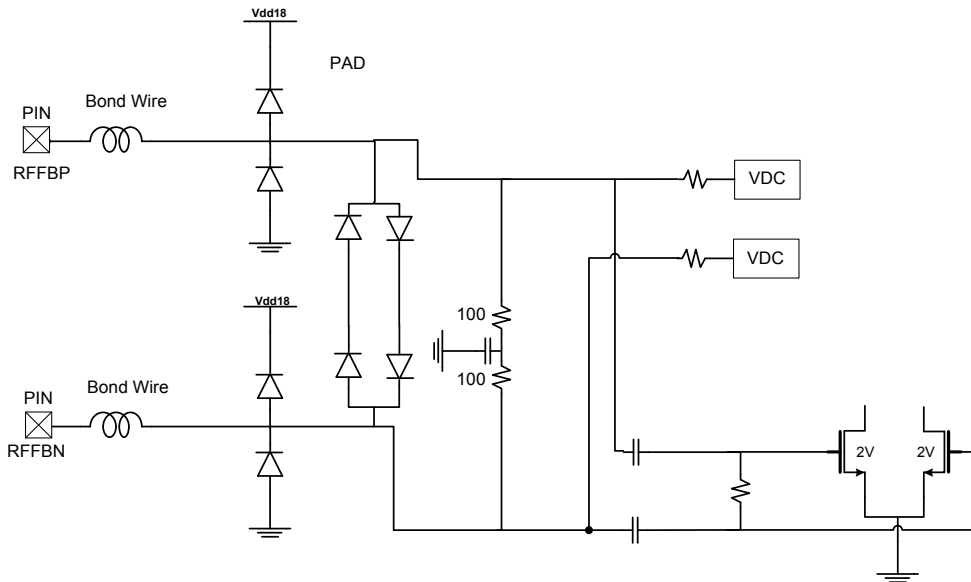 Vdd18
PAD
Bond Wire
PIN
RFFBP
VDC
VDC
Vdd18
100
100
Bond Wire
PIN
RFFBN
2V
2V